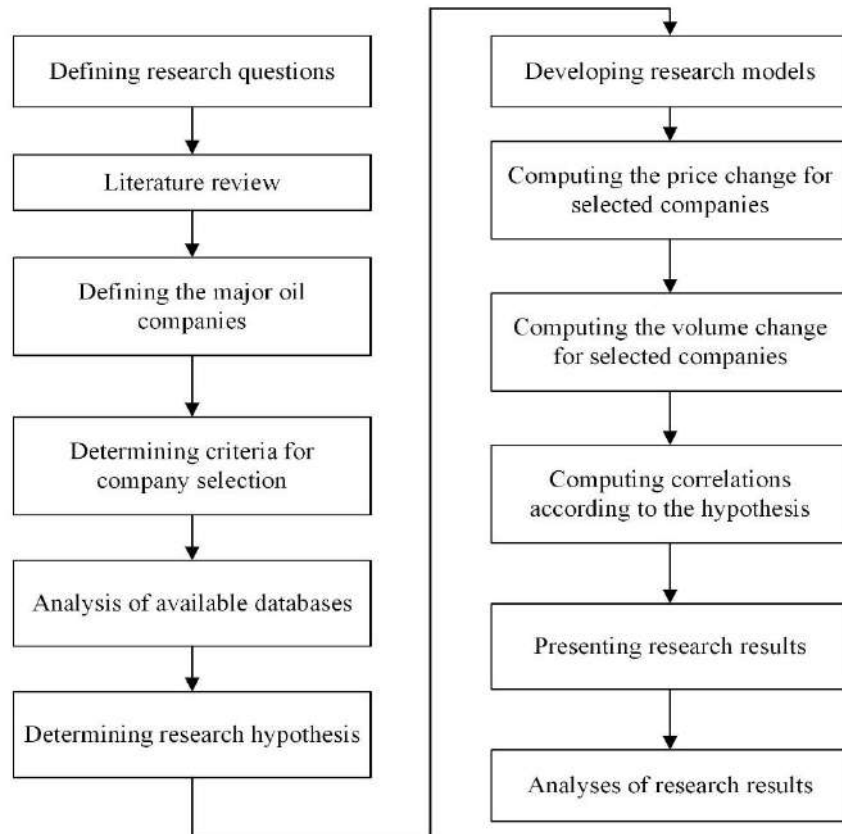 Defining research questions
Literature review
Defining the major oil
companies
Determining criteria for
company selection
Analysis of available databases
Determining research hypothesis
Developing research models
Computing the price change for
selected companies
Computing the volume change
for selected companies
Computing correlations
according to the hypothesis
Presenting research results
Analyses of research results